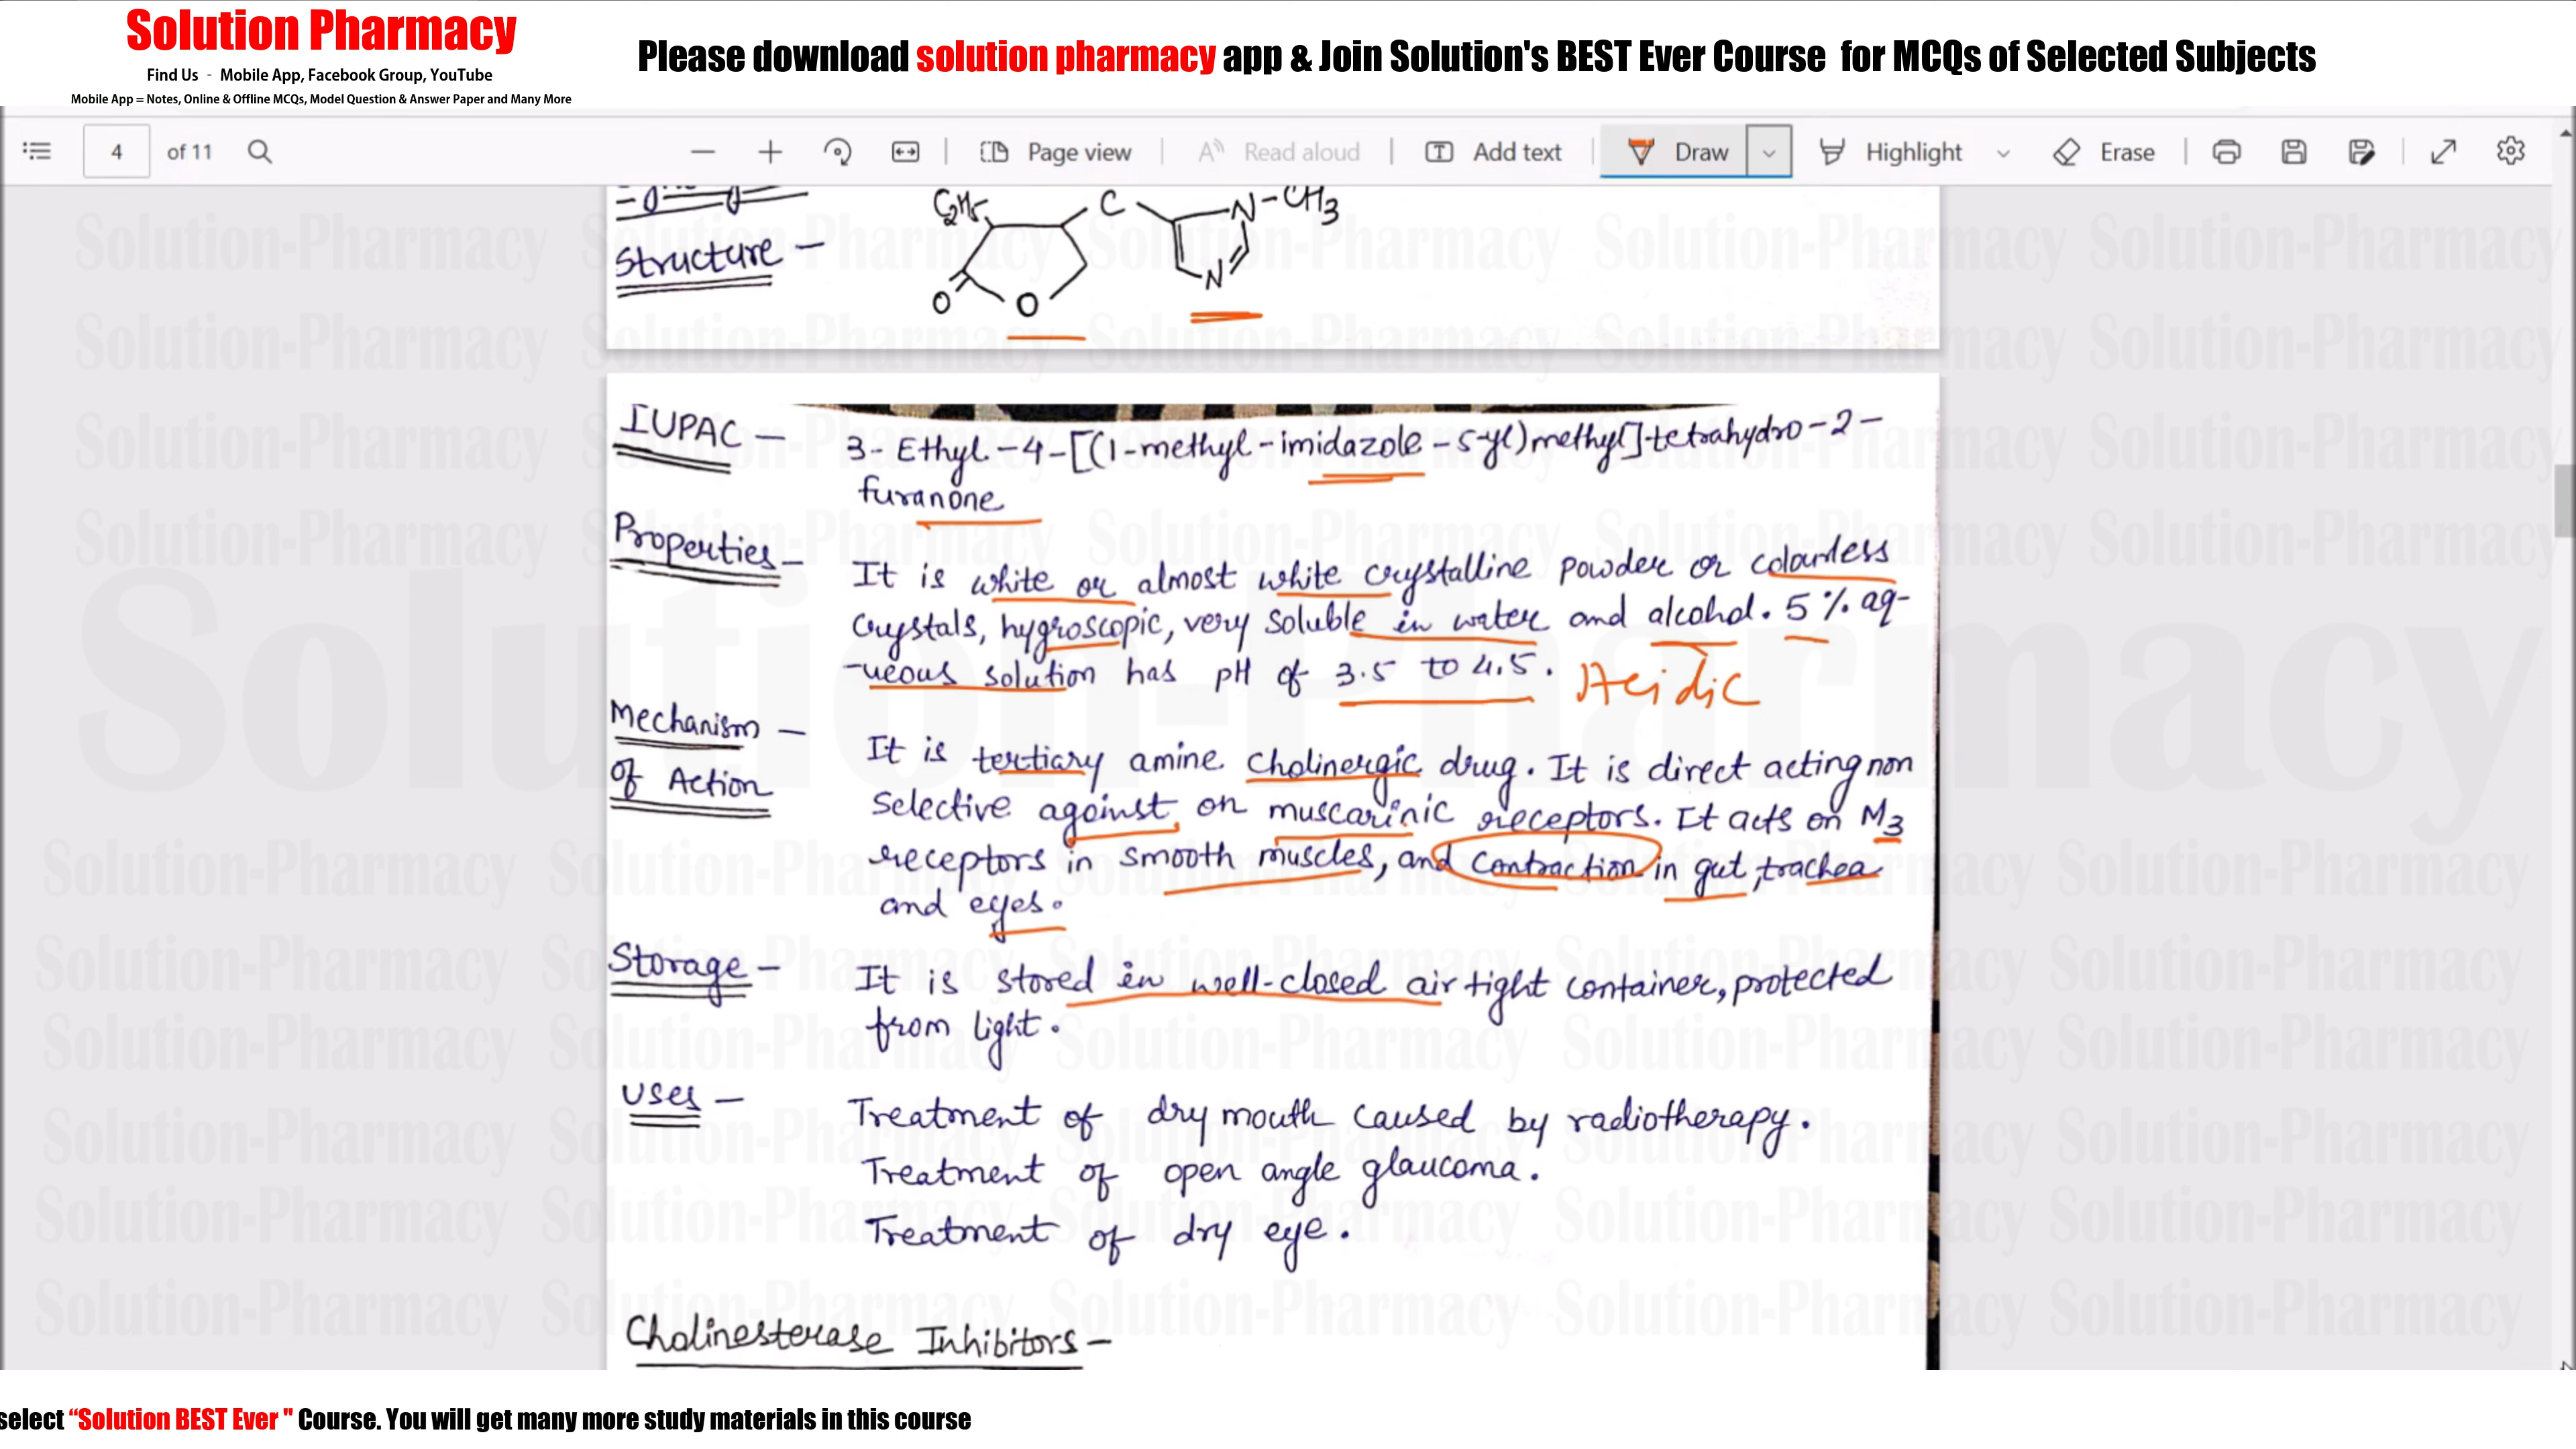 Solution Pharmacy
Find Us - Mobile App, Facebook Group, YouTube
Mobile App = Notes, Online & Offline MCQs, Model Question & Answer Paper and Many More
Please download solution pharmacy app & Join Solution's BEST Ever Course for MCQs of Selected Subjects
4 of 11 Page view Read aloud Add text Draw Highlight Erase
C2H5 C N-CH3
Structure -
N
O O
IUPAC - 3-Ethyl-4-[(1-methyl-imidazole-5-yl)methyl]-tetrahydro-2-
furanone
Properties - It is white or almost white crystalline powder or colourless
crystals, hygroscopic, very soluble in water and alcohol. 5% aq-
-ueous solution has pH of 3.5 to 4.5. Acidic
Mechanism - It is tertiary amine cholinergic drug. It is direct acting non
of Action selective against on muscarinic receptors. It acts on M3
receptors in smooth muscles, and contraction in gut, trachea
and eyes.
Storage - It is stored in well-closed air tight container, protected
from light.
Uses - Treatment of dry mouth caused by radiotherapy.
Treatment of open angle glaucoma.
Treatment of dry eye.
Cholinesterase Inhibitors -
select "Solution BEST Ever" Course. You will get many more study materials in this course
Solution-Pharmacy